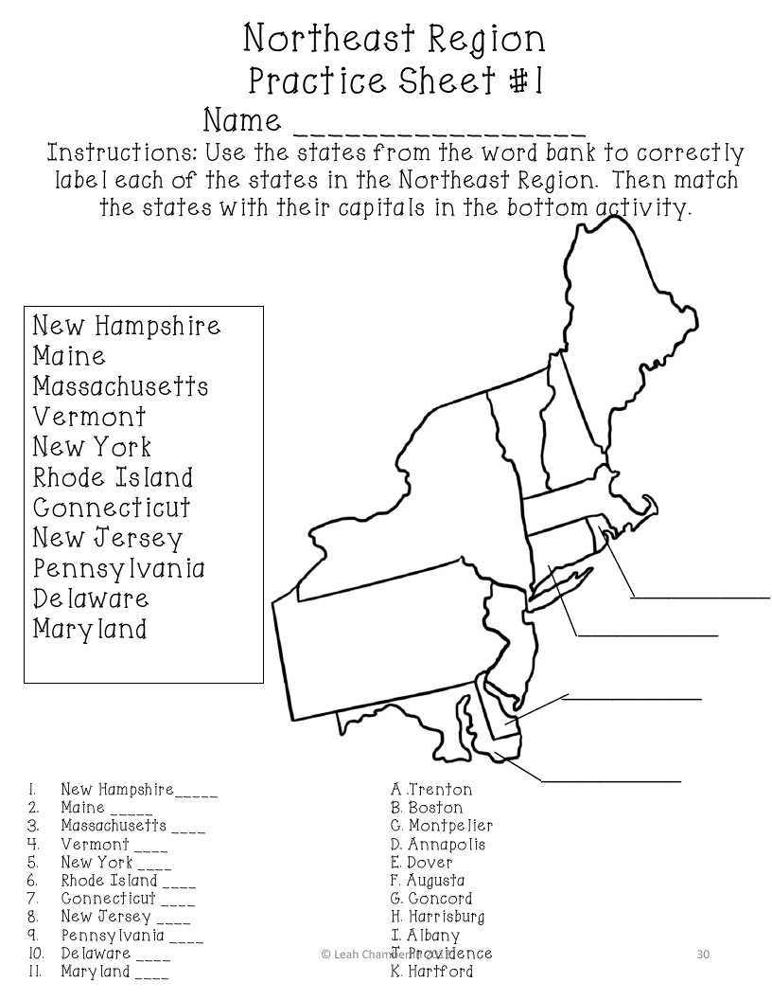 Northeast Region
Practice Sheet #1
Name _________________
Instructions: Use the states from the word bank to correctly
label each of the states in the Northeast Region. Then match
the states with their capitals in the bottom activity.
New Hampshire
Maine
Massachusetts
Vermont
New York
Rhode Island
Connecticut
New Jersey
Pennsylvania
Delaware
Maryland
1. New Hampshire_____
2. Maine _____
3. Massachusetts ____
4. Vermont ____
5. New York ____
6. Rhode Island ____
7. Connecticut ____
8. New Jersey ____
9. Pennsylvania ____
10. Delaware ____
11. Maryland ____
A .Trenton
B. Boston
C. Montpelier
D. Annapolis
E. Dover
F. Augusta
G. Concord
H. Harrisburg
I. Albany
J. Providence
K. Hartford
© Leah
30